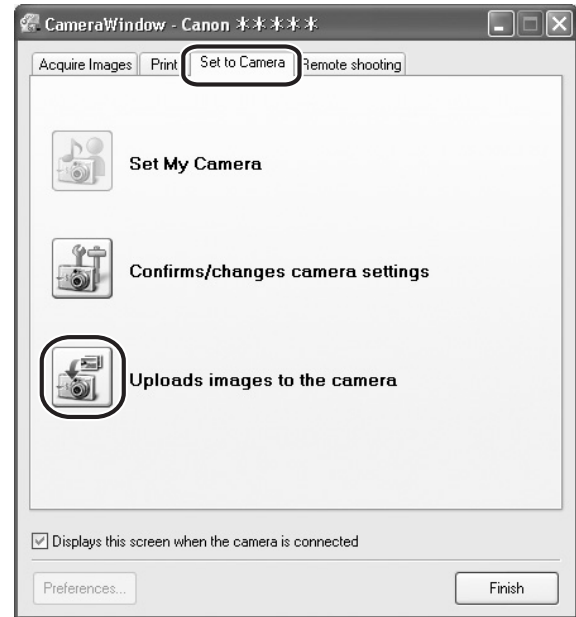 CameraWindow - Canon *****
Acquire Images Print Set to Camera Remote shooting
Set My Camera
Confirms/changes camera settings
Uploads images to the camera
Displays this screen when the camera is connected
Preferences... Finish